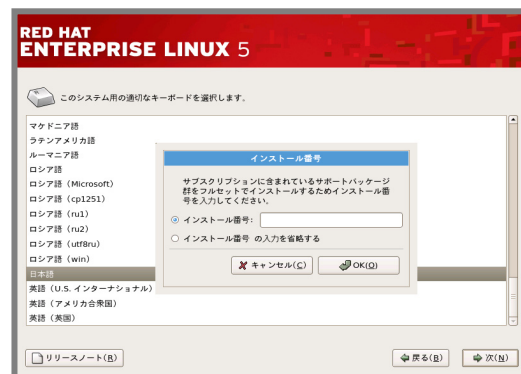 RED HAT
ENTERPRISE LINUX 5
このシステム用の適切なキーボードを選択します。
マケドニア語
ラテンアメリカ語
ルーマニア語
ロシア語
ロシア語 (Microsoft)
ロシア語 (cp1251)
ロシア語 (ru1)
ロシア語 (ru2)
ロシア語 (utf8ru)
ロシア語 (win)
日本語
英語 (U.S. インターナショナル)
英語 (アメリカ合衆国)
英語 (英国)
インストール番号
サブスクリプションに含まれているサポートパッケージ
群をフルセットでインストールするためインストール番
号を入力してください。
インストール番号:
インストール番号 の入力を省略する
キャンセル(C)
OK(O)
リリースノート(R)
戻る(B)
次(N)